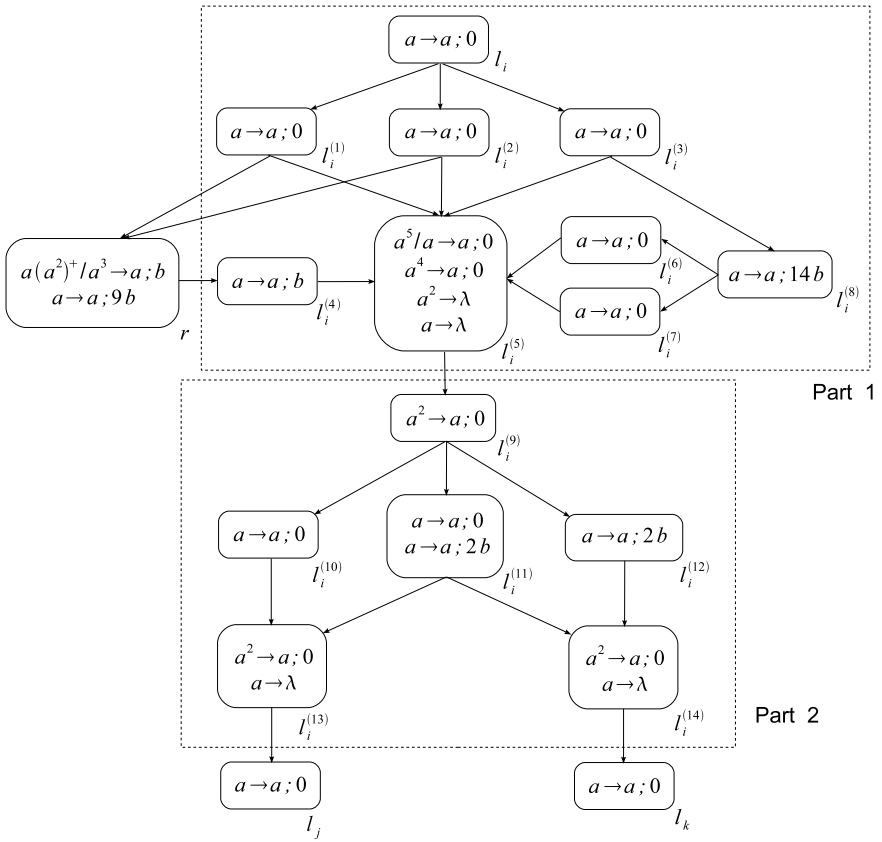 a→a;0
l_i
a→a;0
a→a;0
a→a;0
l_i^(1)
l_i^(2)
l_i^(3)
a(a^2)^+/a^3→a;b
a→a;9b
r
a→a;b
l_i^(4)
a^5/a→a;0
a^4→a;0
a^2→λ
a→λ
l_i^(5)
a→a;0
l_i^(6)
a→a;0
l_i^(7)
a→a;14b
l_i^(8)
Part 1
a^2→a;0
l_i^(9)
a→a;0
l_i^(10)
a→a;0
a→a;2b
l_i^(11)
a→a;2b
l_i^(12)
a^2→a;0
a→λ
l_i^(13)
a^2→a;0
a→λ
l_i^(14)
Part 2
a→a;0
l_j
a→a;0
l_k